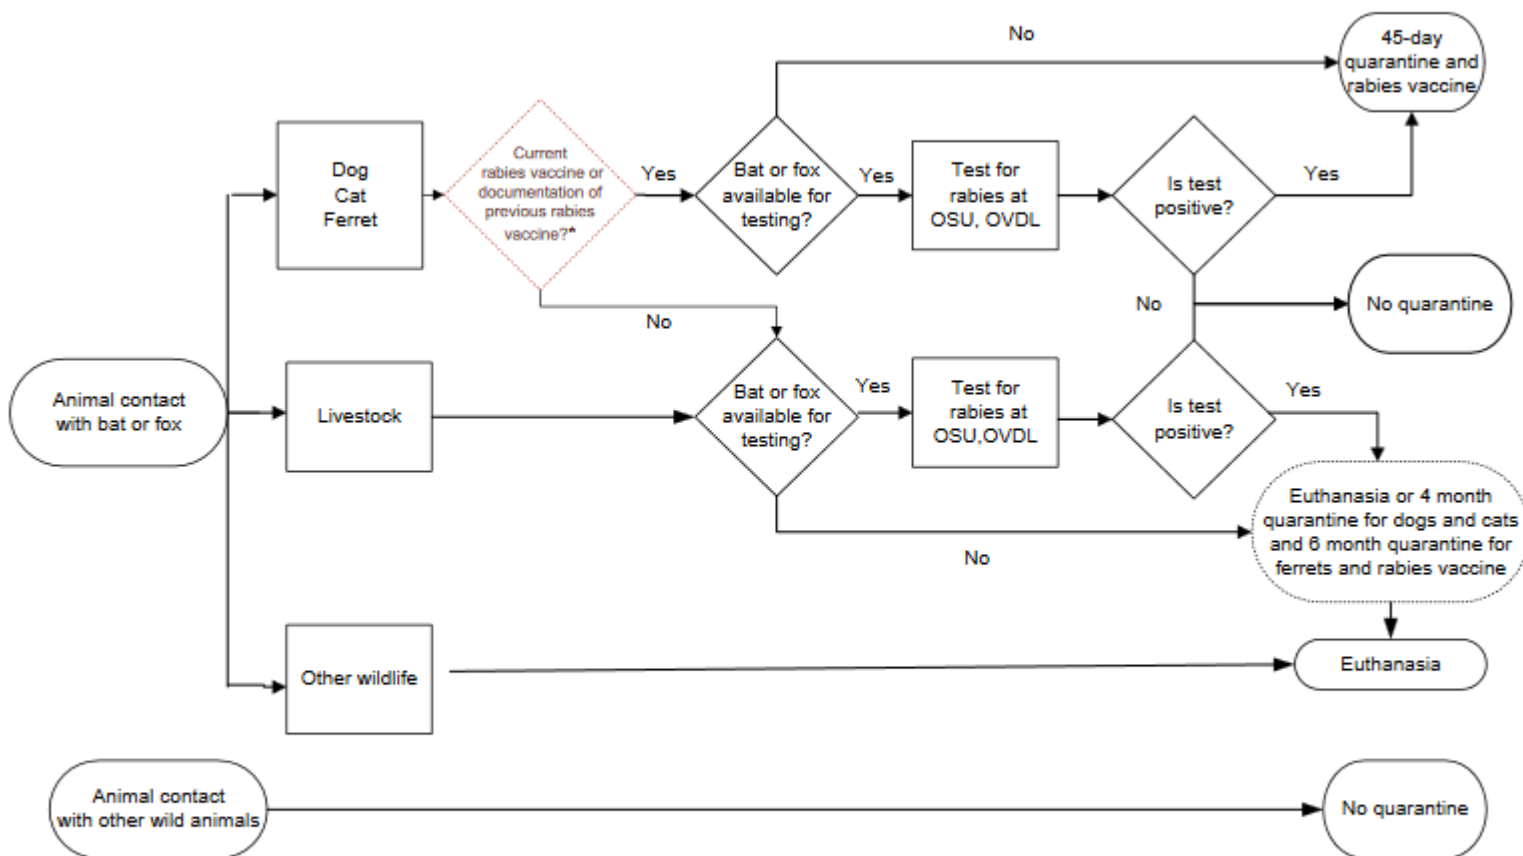 No
45-day
quarantine and
rabies vaccine
Dog
Cat
Ferret
Current
rabies vaccine or
documentation of
previous rabies
vaccine?*
Yes
Bat or fox
available for
testing?
Yes
Test for
rabies at
OSU, OVDL
Is test
positive?
Yes
No
No
No quarantine
Animal contact
with bat or fox
Livestock
Bat or fox
available for
testing?
Yes
Test for
rabies at
OSU,OVDL
Is test
positive?
Yes
No
Euthanasia or 4 month
quarantine for dogs and cats
and 6 month quarantine for
ferrets and rabies vaccine
Other wildlife
Euthanasia
Animal contact
with other wild animals
No quarantine